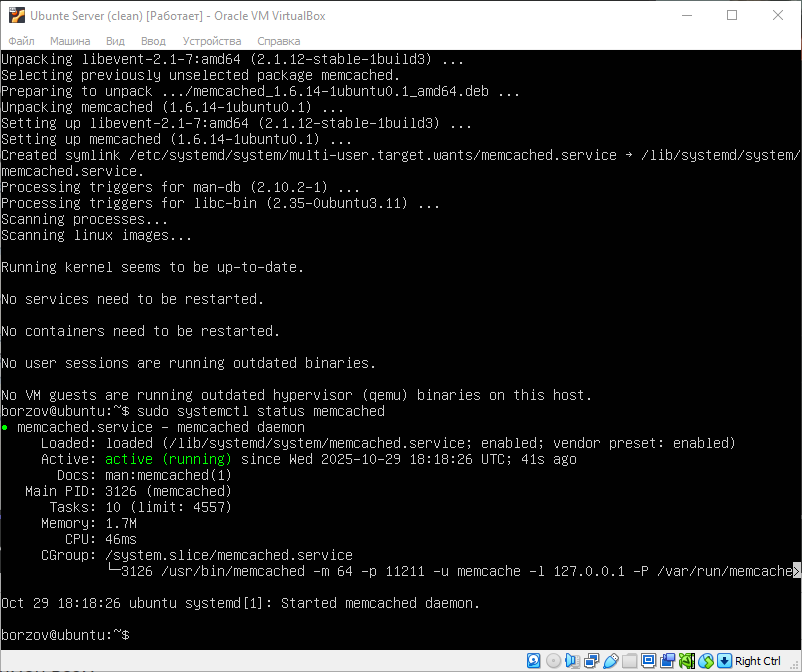 Ubunte Server (clean) [Работает] - Oracle VM VirtualBox
Файл Машина Вид Ввод Устройства Справка
Unpacking libevent-2.1-7:amd64 (2.1.12-stable-1build3) ...
Selecting previously unselected package memcached.
Preparing to unpack .../memcached_1.6.14-1ubuntu0.1_amd64.deb ...
Unpacking memcached (1.6.14-1ubuntu0.1) ...
Setting up libevent-2.1-7:amd64 (2.1.12-stable-1build3) ...
Setting up memcached (1.6.14-1ubuntu0.1) ...
Created symlink /etc/systemd/system/multi-user.target.wants/memcached.service → /lib/systemd/system/
memcached.service.
Processing triggers for man-db (2.10.2-1) ...
Processing triggers for libc-bin (2.35-0ubuntu3.11) ...
Scanning processes...
Scanning linux images...
Running kernel seems to be up-to-date.
No services need to be restarted.
No containers need to be restarted.
No user sessions are running outdated binaries.
No VM guests are running outdated hypervisor (qemu) binaries on this host.
borzov@ubuntu:~$ sudo systemctl status memcached
● memcached.service - memcached daemon
Loaded: loaded (/lib/systemd/system/memcached.service; enabled; vendor preset: enabled)
Active: active (running) since Wed 2025-10-29 18:18:26 UTC; 41s ago
Docs: man:memcached(1)
Main PID: 3126 (memcached)
Tasks: 10 (limit: 4557)
Memory: 1.7M
CPU: 46ms
CGroup: /system.slice/memcached.service
└─3126 /usr/bin/memcached -m 64 -p 11211 -u memcache -l 127.0.0.1 -P /var/run/memcache>
Oct 29 18:18:26 ubuntu systemd[1]: Started memcached daemon.
borzov@ubuntu:~$
Right Ctrl